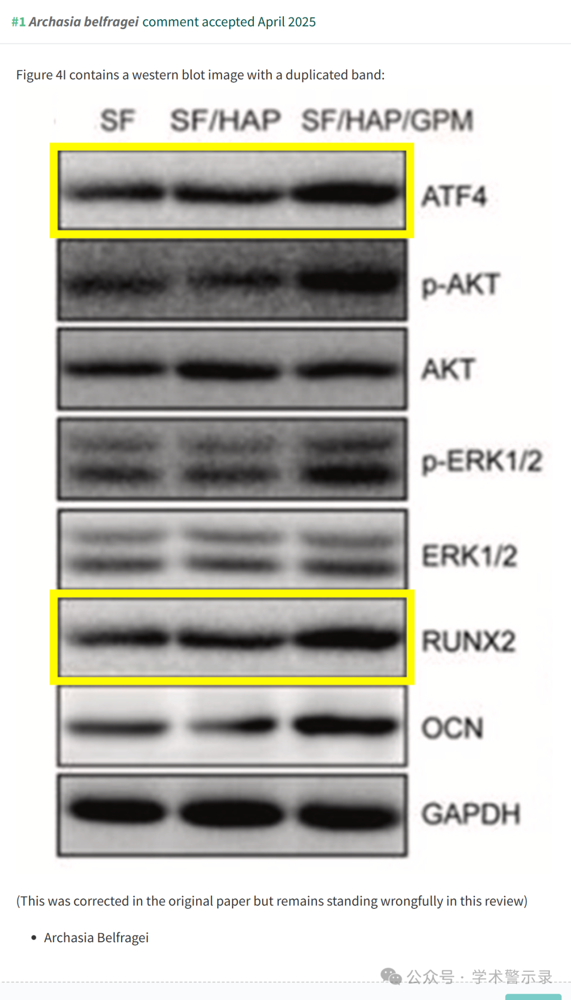 #1 Archasia belfragei comment accepted April 2025
Figure 4I contains a western blot image with a duplicated band:
SF SF/HAP SF/HAP/GPM
ATF4
p-AKT
AKT
p-ERK1/2
ERK1/2
RUNX2
OCN
GAPDH
(This was corrected in the original paper but remains standing wrongfully in this review)
• Archasia Belfragei
公众号 · 学术警示录